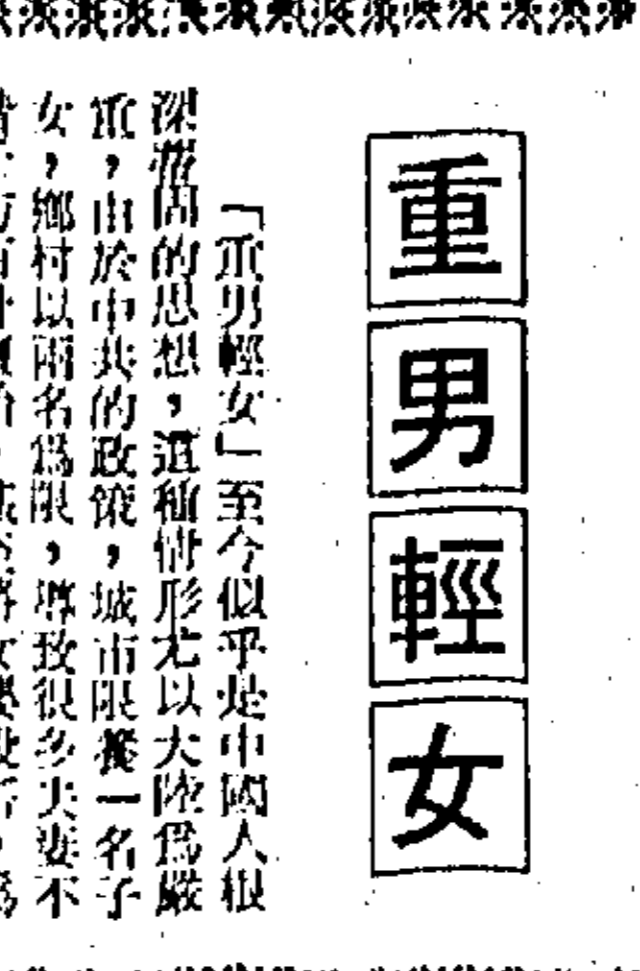 重男輕女
「重男輕女」至今似乎是中國人根
深蒂固的思想，這種情形尤以大陸爲嚴
重，由於中共的政策，城市限養一名子
女，鄉村以兩名爲限，導致很多夫妻不